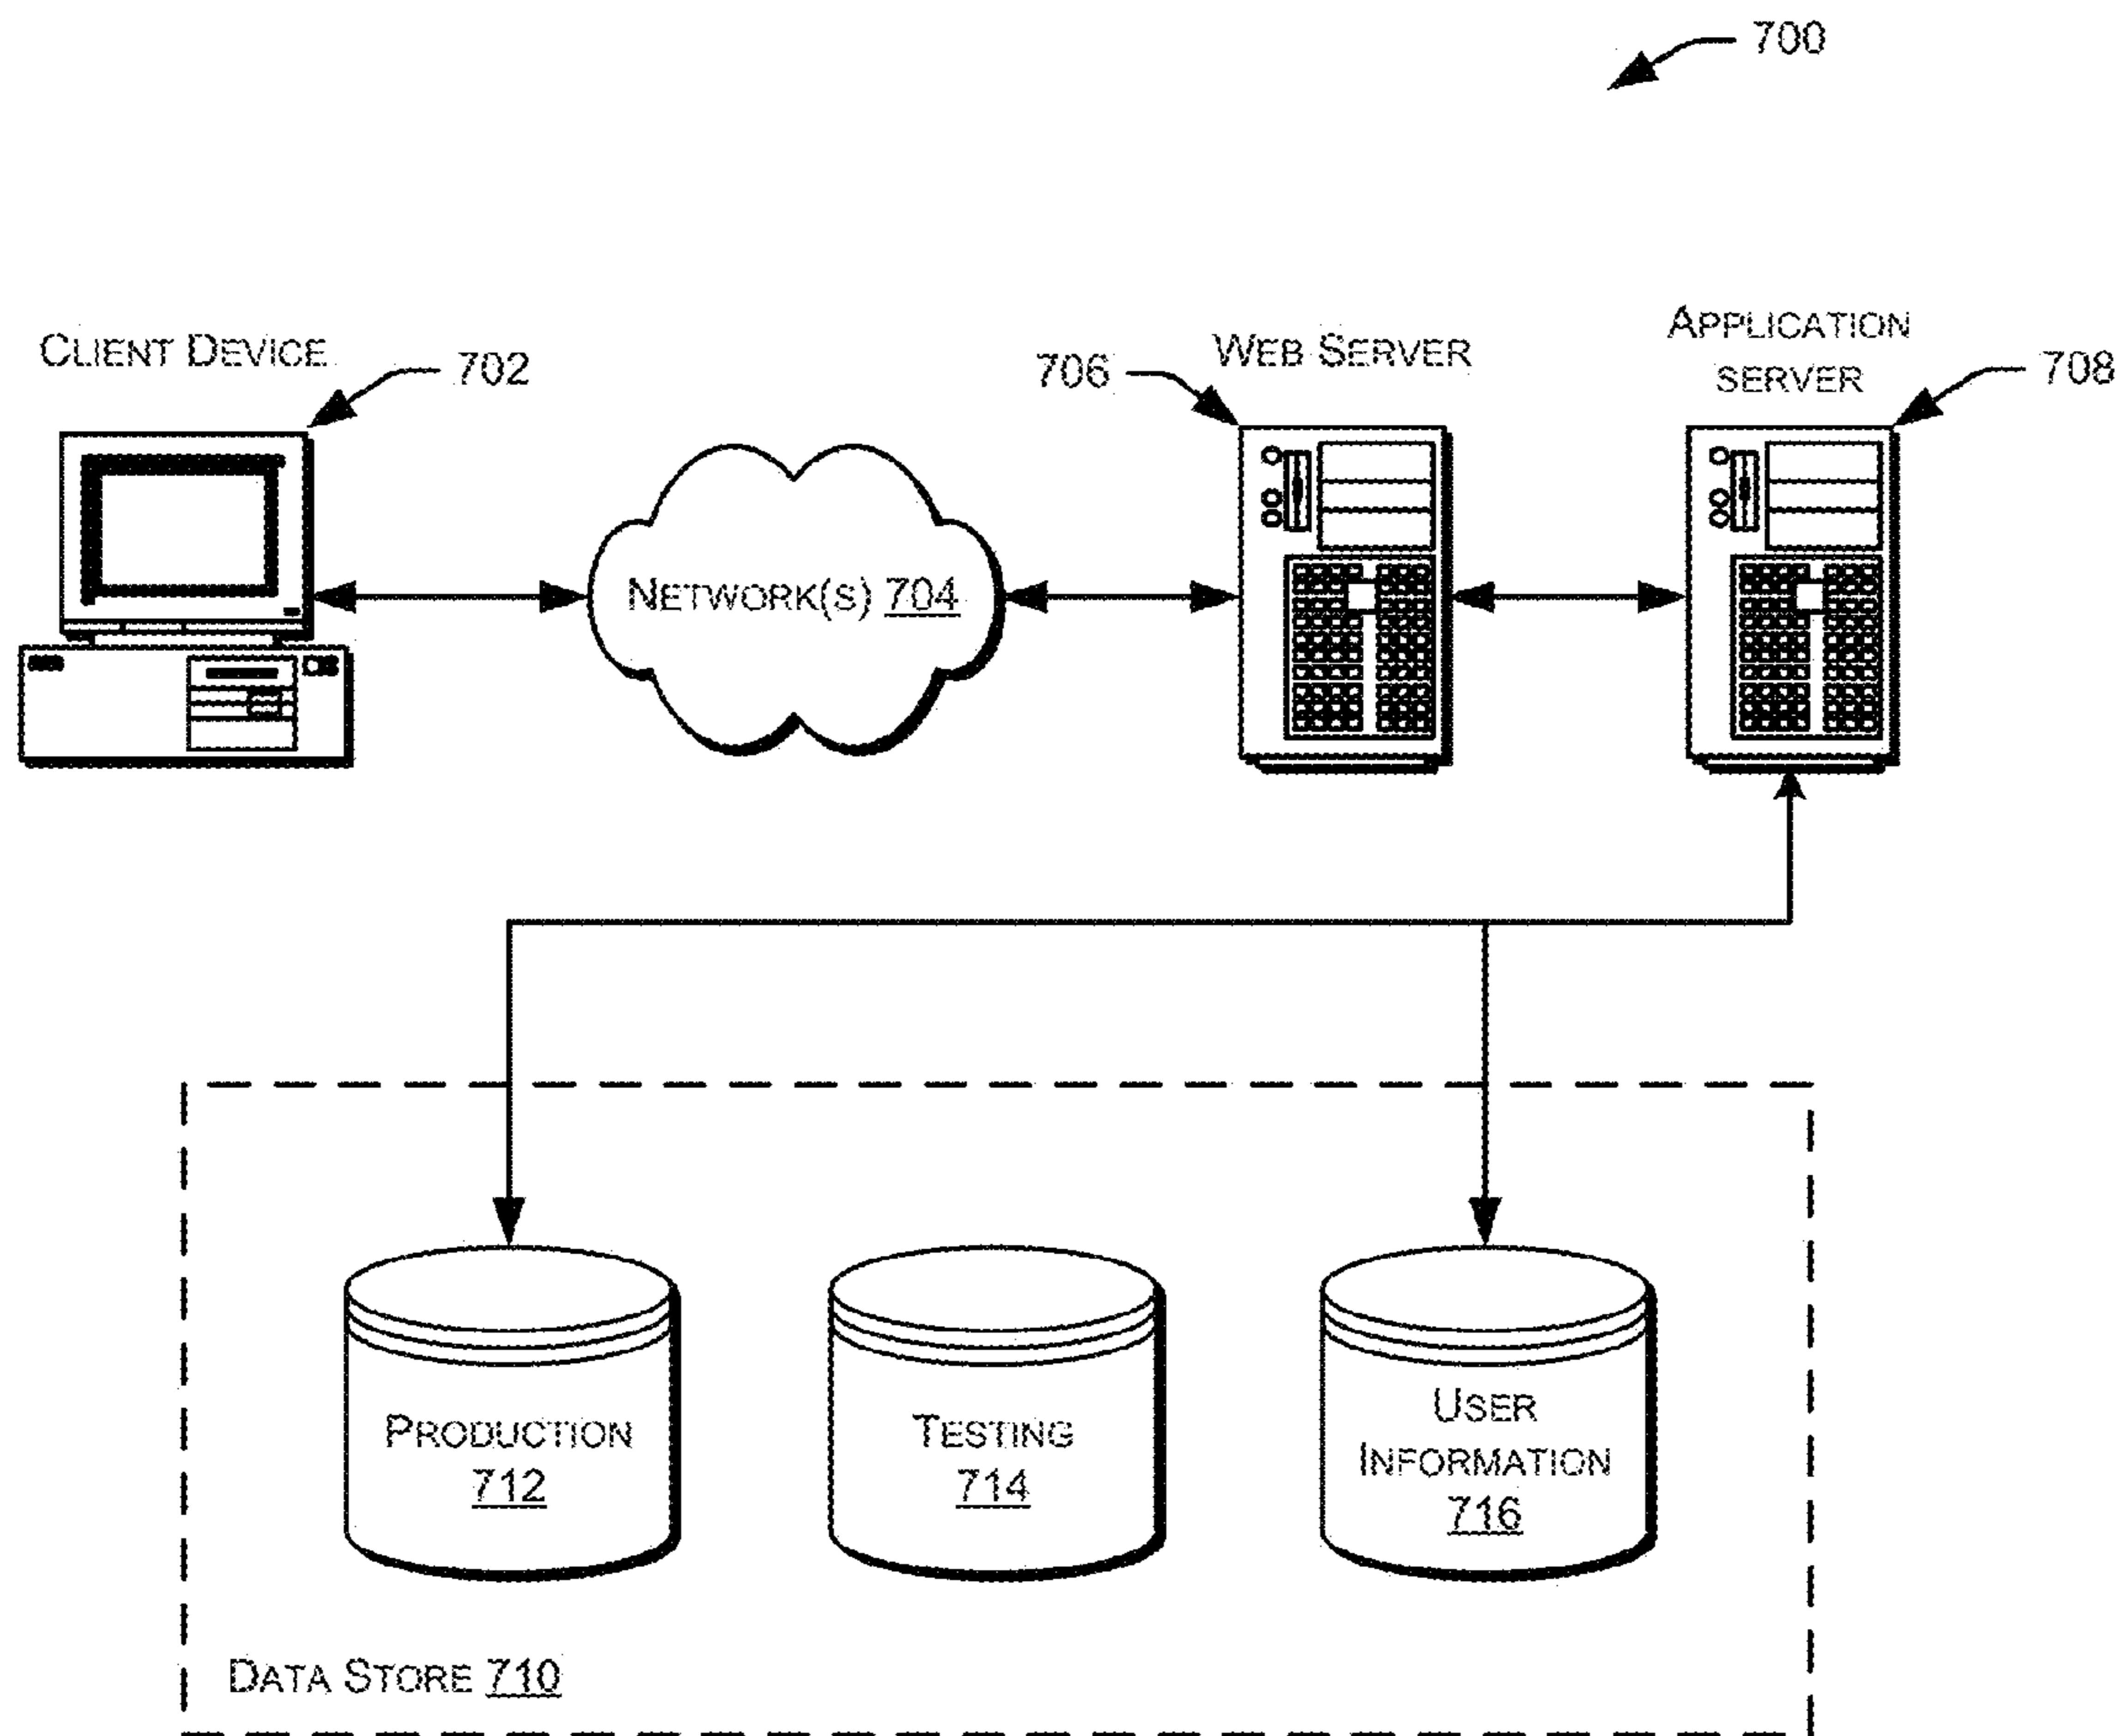 700
CLIENT DEVICE
702
706
WEB SERVER
APPLICATION
SERVER
708
NETWORK(S) 704
PRODUCTION
712
TESTING
714
USER
INFORMATION
716
DATA STORE 710